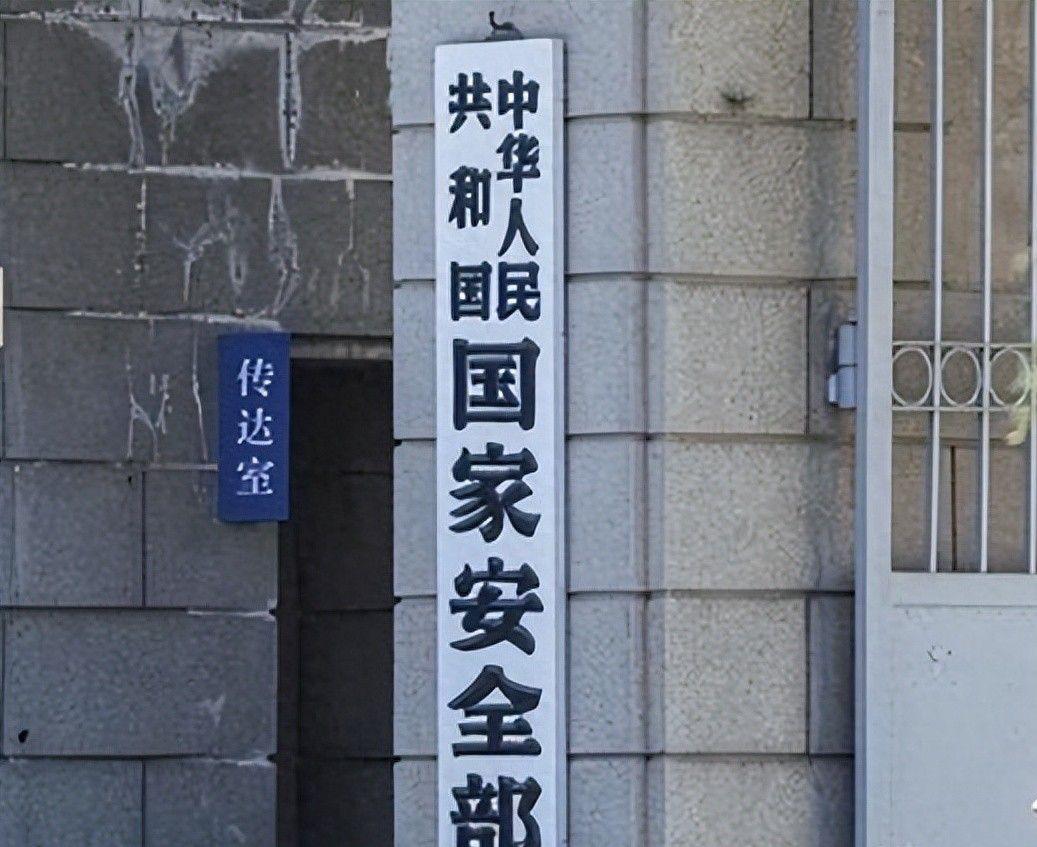 中华人民
共和国
国家安全部
传达室